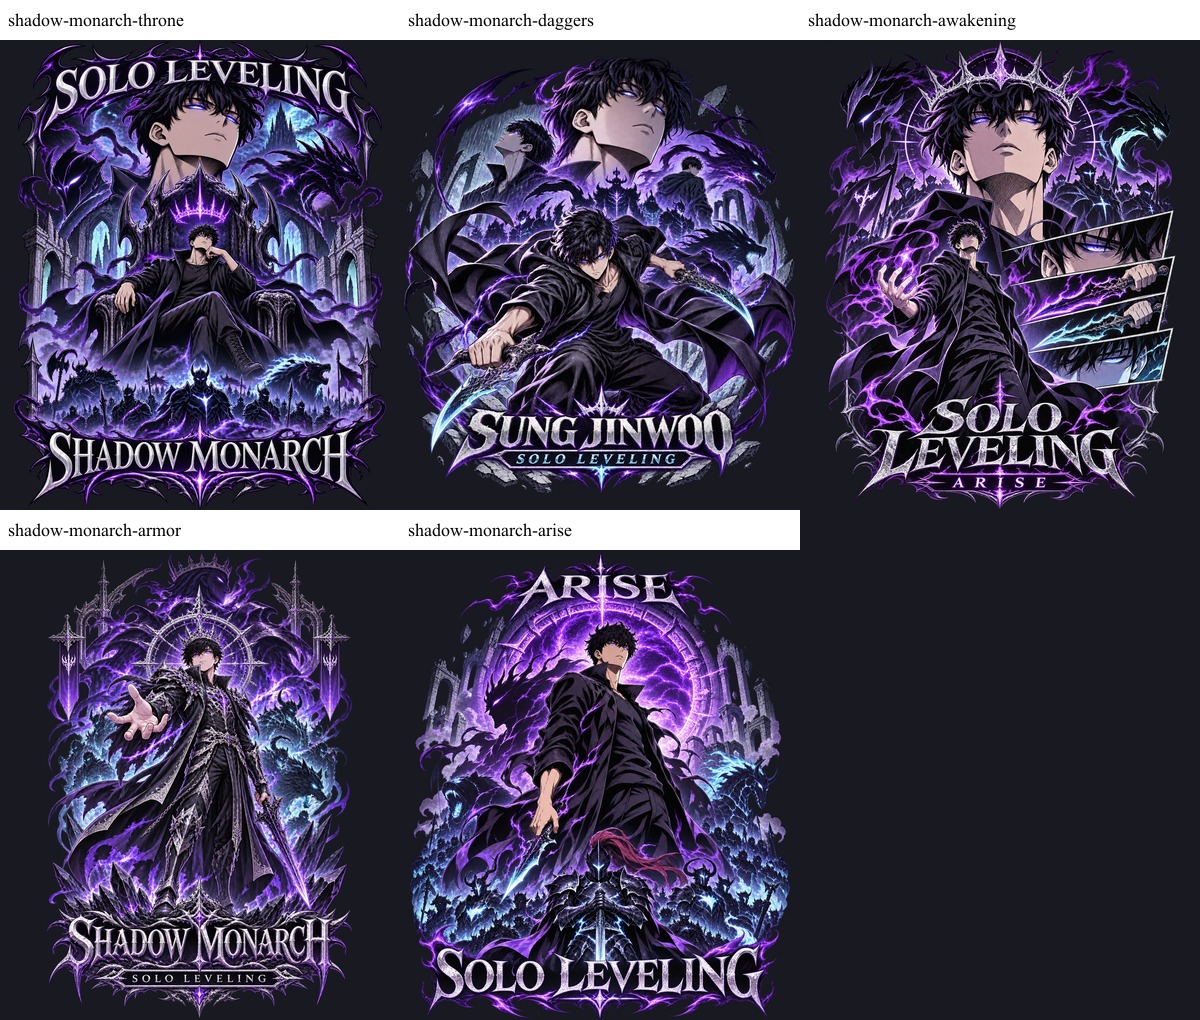 shadow-monarch-throne
shadow-monarch-daggers
shadow-monarch-awakening
SOLO LEVELING
SHADOW MONARCH
SUNG JINWOO
SOLO LEVELING
SOLO
LEVELING
ARISE
shadow-monarch-armor
shadow-monarch-arise
SHADOW MONARCH
SOLO LEVELING
ARISE
SOLO LEVELING